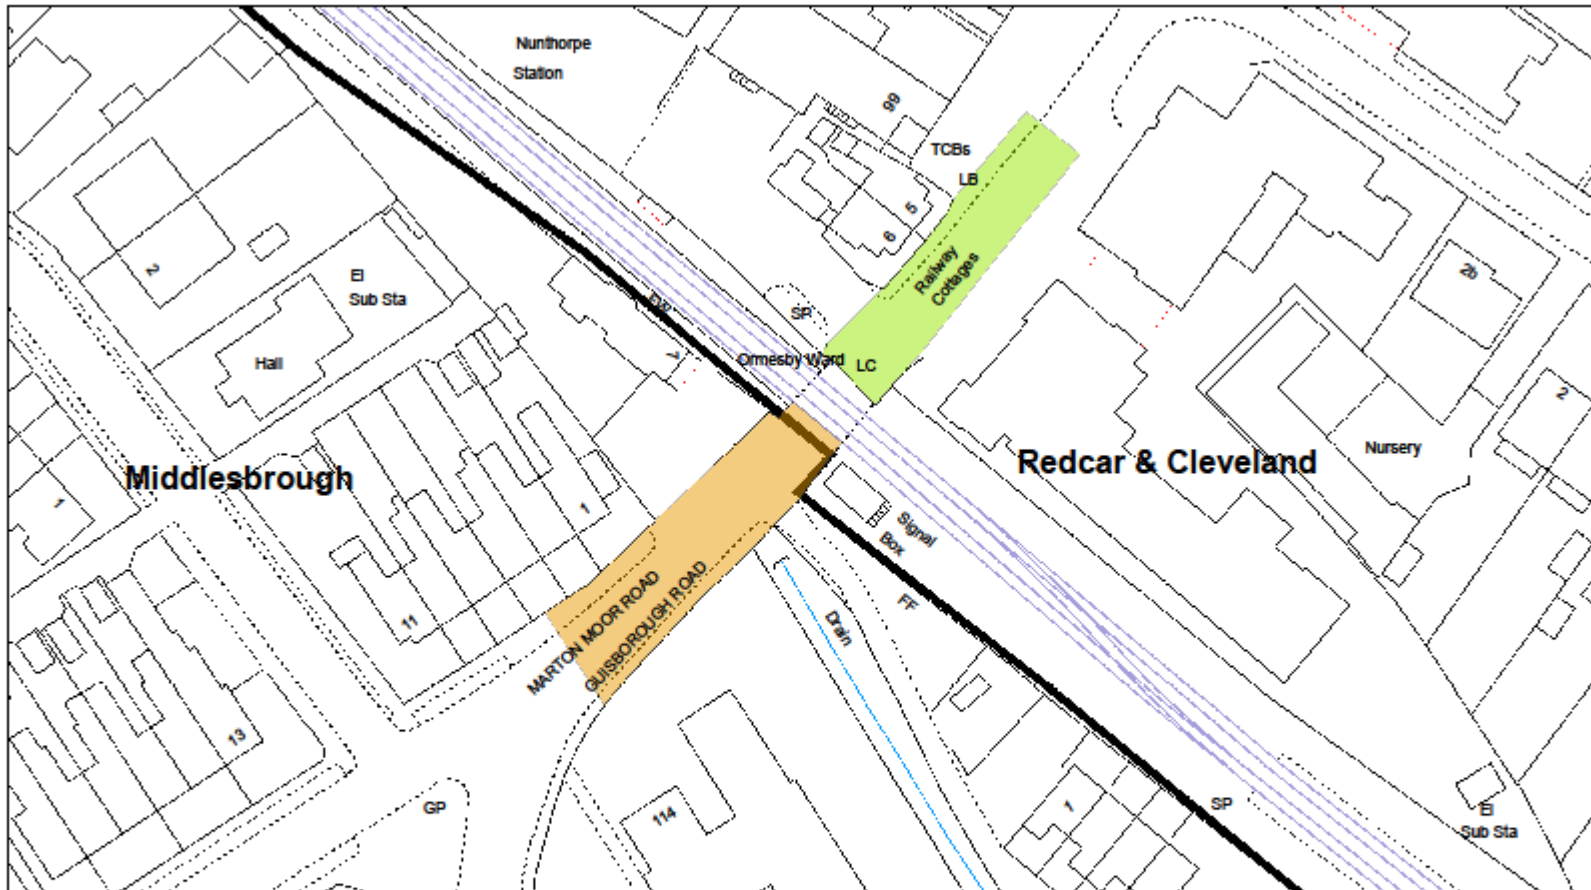 Nunthorpe
Station
99
TCBs
LB
5
6
Railway
Cottages
2
El
Sub Sta
Hall
FW
7
SP
Ormesby Ward
LC
2b
2
Nursery
Middlesbrough
Redcar & Cleveland
1
1
Signal
Box
FF
Drain
MARTON MOOR ROAD
GUISBOROUGH ROAD
11
13
GP
114
1
SP
El
Sub Sta